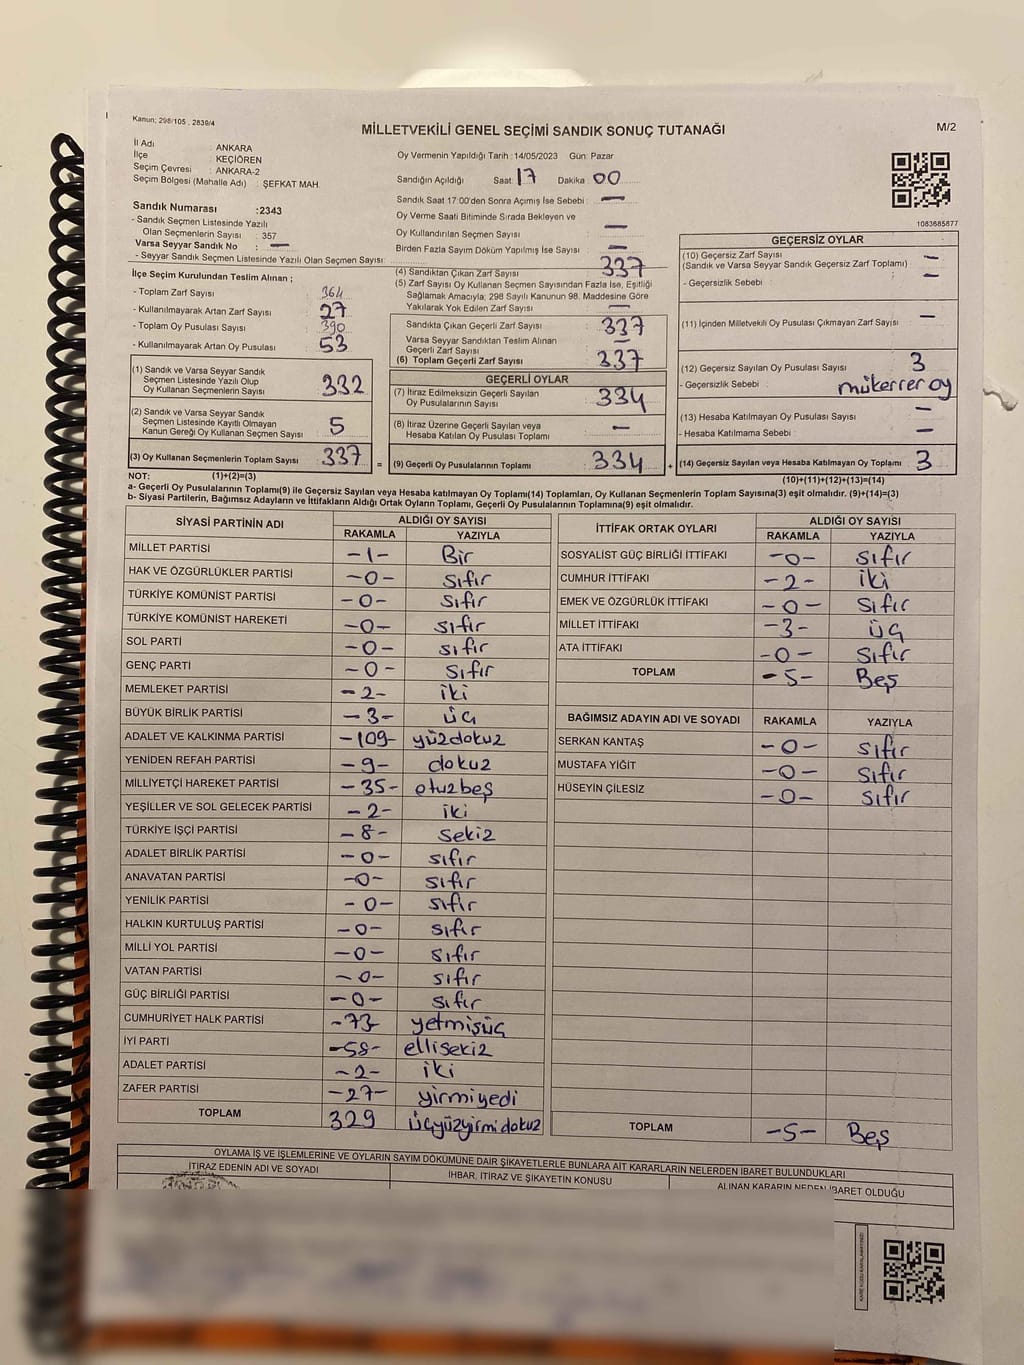 Kanun; 298/105 , 2839/4
MİLLETVEKİLİ GENEL SEÇİMİ SANDIK SONUÇ TUTANAĞI
M/2
İl Adı : ANKARA
İlçe : KEÇİÖREN
Seçim Çevresi : ANKARA-2
Seçim Bölgesi (Mahalle Adı) : ŞEFKAT MAH.
Oy Vermenin Yapıldığı Tarih : 14/05/2023 Gün: Pazar
Sandığın Açıldığı Saat: 17 Dakika 00
Sandık Saat 17:00'den Sonra Açımış İse Sebebi : —
Oy Verme Saati Bitiminde Sırada Bekleyen ve
Oy Kullandırılan Seçmen Sayısı —
Birden Fazla Sayım Döküm Yapılmış İse Sayısı —
1083685877
Sandık Numarası :2343
- Sandık Seçmen Listesinde Yazılı
Olan Seçmenlerin Sayısı : 357
Varsa Seyyar Sandık No : —
- Seyyar Sandık Seçmen Listesinde Yazılı Olan Seçmen Sayısı:
İlçe Seçim Kurulundan Teslim Alınan ;
- Toplam Zarf Sayısı : 364
- Kullanılmayarak Artan Zarf Sayısı : 27
- Toplam Oy Pusulası Sayısı : 390
- Kullanılmayarak Artan Oy Pusulası : 53
(1) Sandık ve Varsa Seyyar Sandık
Seçmen Listesinde Yazılı Olup
Oy Kullanan Seçmenlerin Sayısı 332
(2) Sandık ve Varsa Seyyar Sandık
Seçmen Listesinde Kayıtlı Olmayan
Kanun Gereği Oy Kullanan Seçmen Sayısı 5
(3) Oy Kullanan Seçmenlerin Toplam Sayısı 337 =
(4) Sandıktan Çıkan Zarf Sayısı 337
(5) Zarf Sayısı Oy Kullanan Seçmen Sayısından Fazla İse, Eşitliği
Sağlamak Amacıyla; 298 Sayılı Kanunun 98. Maddesine Göre
Yakılarak Yok Edilen Zarf Sayısı —
Sandıkta Çıkan Geçerli Zarf Sayısı : 337
Varsa Seyyar Sandıktan Teslim Alınan
Geçerli Zarf Sayısı : —
(6) Toplam Geçerli Zarf Sayısı : 337
GEÇERLİ OYLAR
(7) İtiraz Edilmeksizin Geçerli Sayılan
Oy Pusulalarının Sayısı : 334
(8) İtiraz Üzerine Geçerli Sayılan veya
Hesaba Katılan Oy Pusulası Toplamı : —
(9) Geçerli Oy Pusulalarının Toplamı : 334 +
GEÇERSİZ OYLAR
(10) Geçersiz Zarf Sayısı —
(Sandık ve Varsa Seyyar Sandık Geçersiz Zarf Toplamı)
- Geçersizlik Sebebi : —
(11) İçinden Milletvekili Oy Pusulası Çıkmayan Zarf Sayısı —
(12) Geçersiz Sayılan Oy Pusulası Sayısı 3
- Geçersizlik Sebebi : mükerrer oy
(13) Hesaba Katılmayan Oy Pusulası Sayısı —
- Hesaba Katılmama Sebebi : —
(14) Geçersiz Sayılan veya Hesaba Katılmayan Oy Toplamı 3
NOT: (1)+(2)=(3)
(10)+(11)+(12)+(13)=(14)
a- Geçerli Oy Pusulalarının Toplamı(9) ile Geçersiz Sayılan veya Hesaba katılmayan Oy Toplamı(14) Toplamları, Oy Kullanan Seçmenlerin Toplam Sayısına(3) eşit olmalıdır. (9)+(14)=(3)
b- Siyasi Partilerin, Bağımsız Adayların ve İttifakların Aldığı Ortak Oyların Toplamı, Geçerli Oy Pusulalarının Toplamına(9) eşit olmalıdır.
SİYASİ PARTİNİN ADI ALDIĞI OY SAYISI
RAKAMLA YAZIYLA
MİLLET PARTİSİ -1- Bir
HAK VE ÖZGÜRLÜKLER PARTİSİ -0- sıfır
TÜRKİYE KOMÜNİST PARTİSİ -0- sıfır
TÜRKİYE KOMÜNİST HAREKETİ -0- sıfır
SOL PARTİ -0- sıfır
GENÇ PARTİ -0- sıfır
MEMLEKET PARTİSİ -2- iki
BÜYÜK BİRLİK PARTİSİ -3- üç
ADALET VE KALKINMA PARTİSİ -109- yüzdokuz
YENİDEN REFAH PARTİSİ -9- dokuz
MİLLİYETÇİ HAREKET PARTİSİ -35- otuzbeş
YEŞİLLER VE SOL GELECEK PARTİSİ -2- iki
TÜRKİYE İŞÇİ PARTİSİ -8- sekiz
ADALET BİRLİK PARTİSİ -0- sıfır
ANAVATAN PARTİSİ -0- sıfır
YENİLİK PARTİSİ -0- sıfır
HALKIN KURTULUŞ PARTİSİ -0- sıfır
MİLLİ YOL PARTİSİ -0- sıfır
VATAN PARTİSİ -0- sıfır
GÜÇ BİRLİĞİ PARTİSİ -0- sıfır
CUMHURİYET HALK PARTİSİ -73- yetmişüç
İYİ PARTİ -58- ellisekiz
ADALET PARTİSİ -2- iki
ZAFER PARTİSİ -27- yirmiyedi
TOPLAM 329 üçyüzyirmidokuz
İTTİFAK ORTAK OYLARI ALDIĞI OY SAYISI
RAKAMLA YAZIYLA
SOSYALİST GÜÇ BİRLİĞİ İTTİFAKI -0- sıfır
CUMHUR İTTİFAKI -2- iki
EMEK VE ÖZGÜRLÜK İTTİFAKI -0- sıfır
MİLLET İTTİFAKI -3- üç
ATA İTTİFAKI -0- sıfır
TOPLAM -5- Beş
BAĞIMSIZ ADAYIN ADI VE SOYADI RAKAMLA YAZIYLA
SERKAN KANTAŞ -0- sıfır
MUSTAFA YİĞİT -0- sıfır
HÜSEYİN ÇİLESİZ -0- sıfır
TOPLAM -5- Beş
OYLAMA İŞ VE İŞLEMLERİNE VE OYLARIN SAYIM DÖKÜMÜNE DAİR ŞİKAYETLERLE BUNLARA AİT KARARLARIN NELERDEN İBARET BULUNDUKLARI
İTİRAZ EDENİN ADI VE SOYADI
İHBAR, İTİRAZ VE ŞİKAYETİN KONUSU
ALINAN KARARIN NEDEN İBARET OLDUĞU